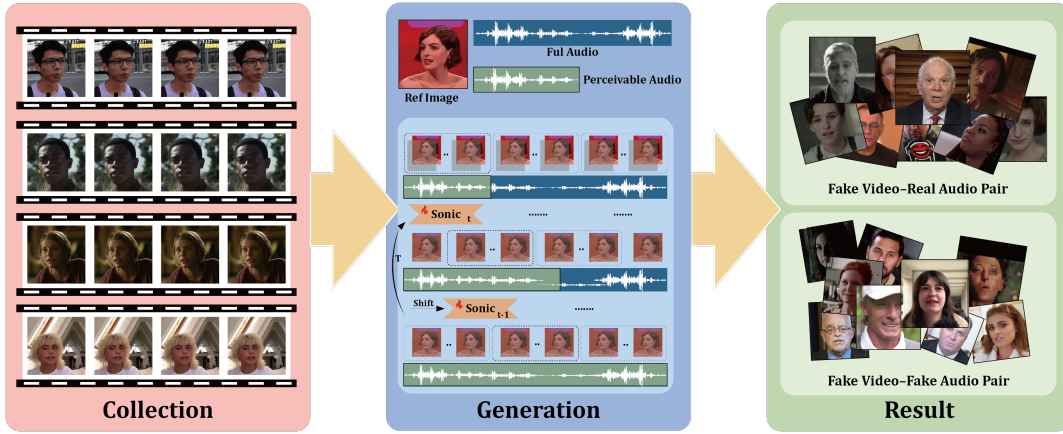 Ful Audio
Perceivable Audio
Ref Image
Sonic t
.......
.......
T
Shift
Sonic t-1
.......
Fake Video–Real Audio Pair
Fake Video–Fake Audio Pair
Collection
Generation
Result